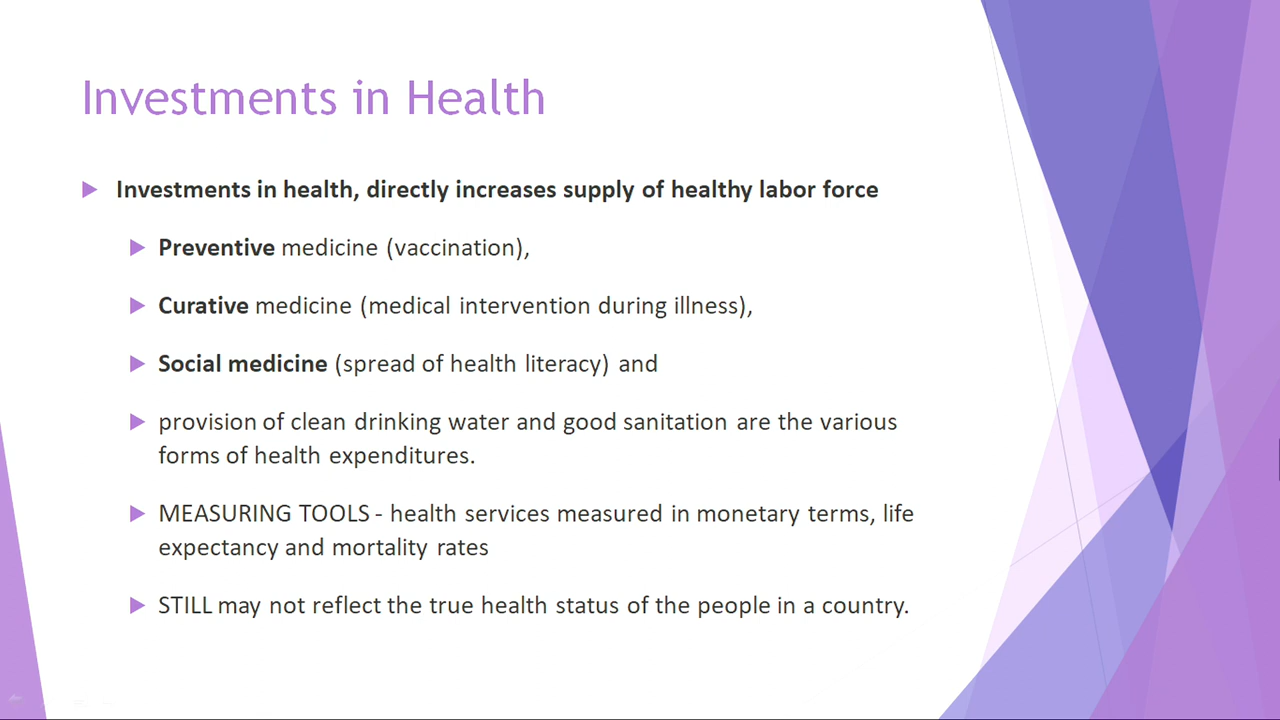 Investments in Health
Investments in health, directly increases supply of healthy labor force
Preventive medicine (vaccination),
Curative medicine (medical intervention during illness),
Social medicine (spread of health literacy) and
provision of clean drinking water and good sanitation are the various
forms of health expenditures.
MEASURING TOOLS - health services measured in monetary terms, life
expectancy and mortality rates
STILL may not reflect the true health status of the people in a country.